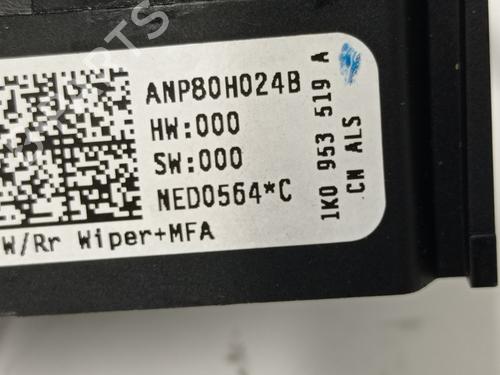 ANP80H024B
HW:000
SW:000
NED0564*C
W/Rr Wiper+MFA
1K0 953 519 A
CN ALS